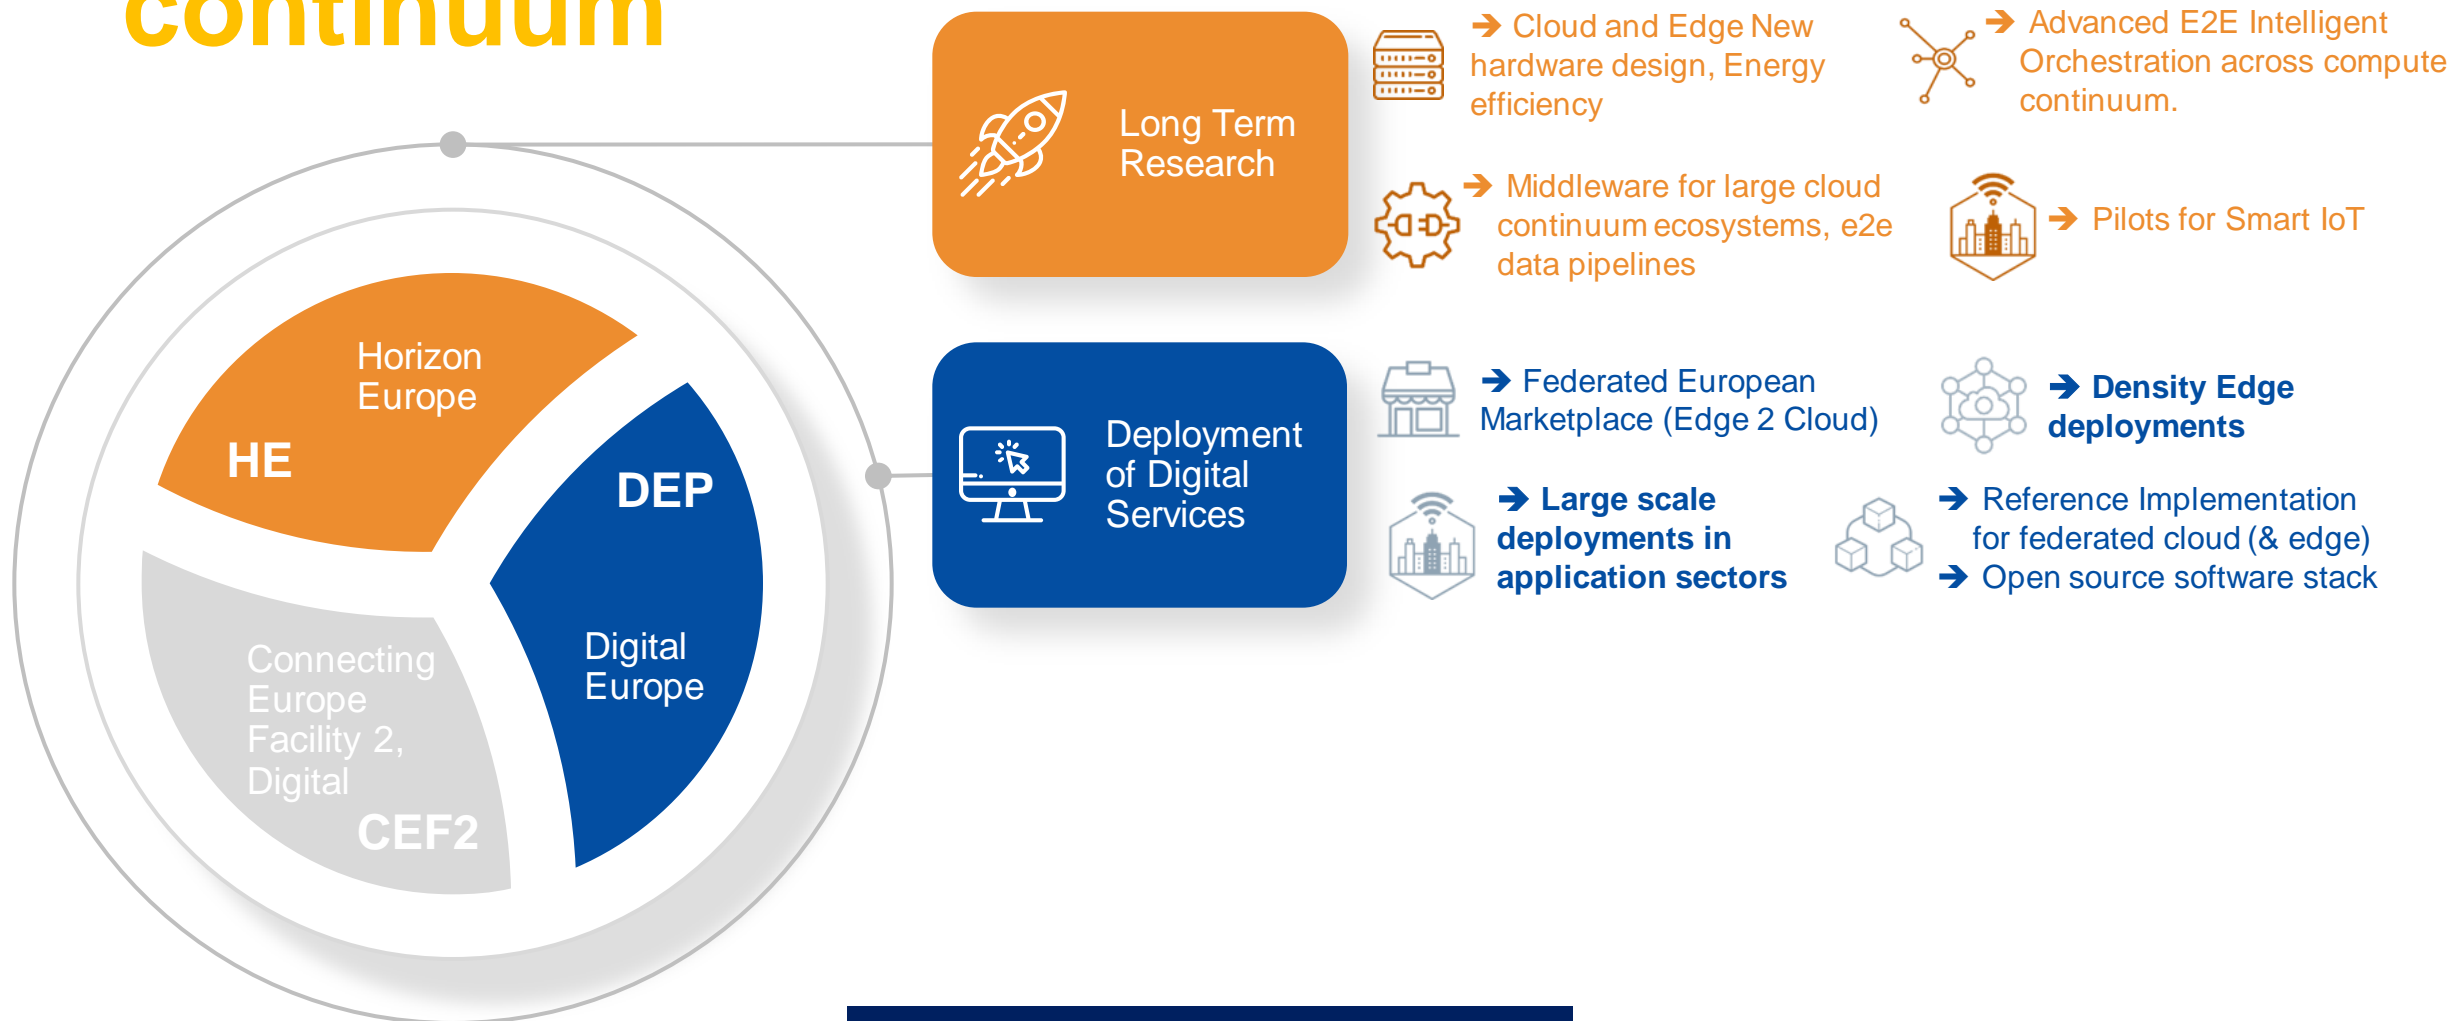 continuum
Horizon
Europe
HE
DEP
Digital
Europe
Connecting
Europe
Facility 2,
Digital
CEF2
Long Term
Research
➔ Cloud and Edge New
hardware design, Energy
efficiency
➔ Advanced E2E Intelligent
Orchestration across compute
continuum.
➔ Middleware for large cloud
continuum ecosystems, e2e
data pipelines
➔ Pilots for Smart IoT
Deployment
of Digital
Services
➔ Federated European
Marketplace (Edge 2 Cloud)
➔ Density Edge
deployments
➔ Large scale
deployments in
application sectors
➔ Reference Implementation
for federated cloud (& edge)
➔ Open source software stack